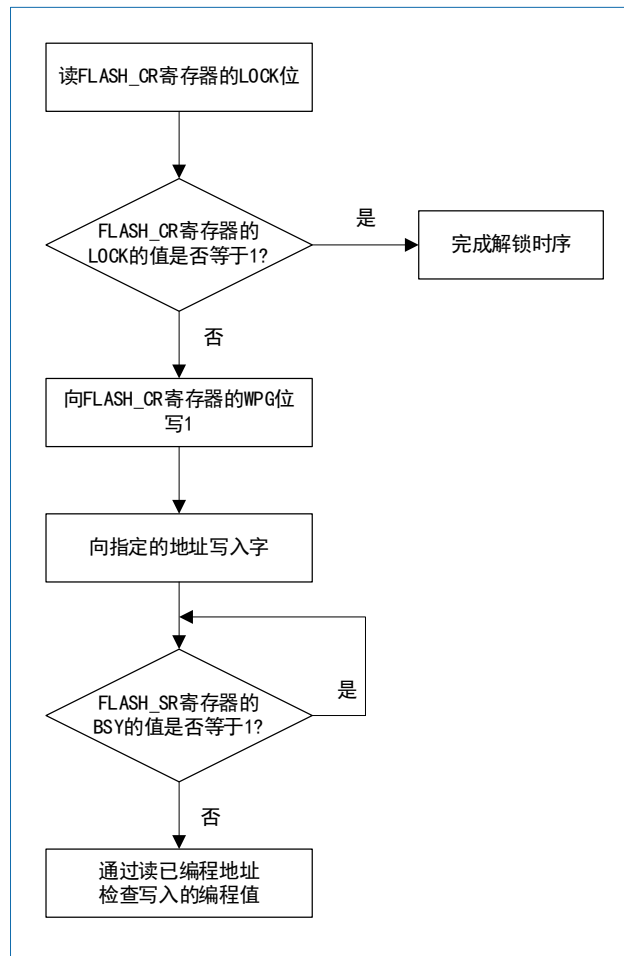 读FLASH_CR寄存器的LOCK位
FLASH_CR寄存器的
LOCK的值是否等于1?
是
完成解锁时序
否
向FLASH_CR寄存器的WPG位
写1
向指定的地址写入字
FLASH_SR寄存器的
BSY的值是否等于1?
是
否
通过读已编程地址
检查写入的编程值